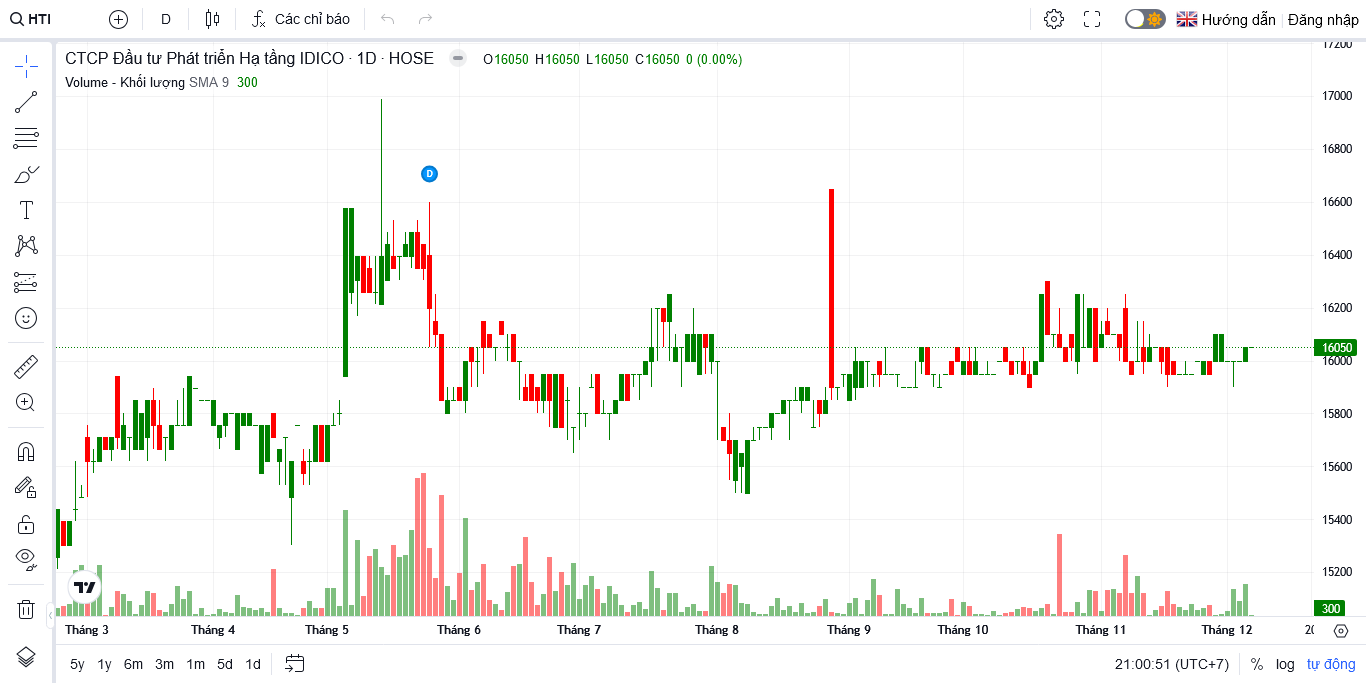 HTI D Các chỉ báo Hướng dẫn Đăng nhập
CTCP Đầu tư Phát triển Hạ tầng IDICO · 1D · HOSE O16050 H16050 L16050 C16050 0 (0.00%)
Volume - Khối lượng SMA 9 300
D
17200
17000
16800
16600
16400
16200
16050
16000
15800
15600
15400
15200
300
Tháng 3 Tháng 4 Tháng 5 Tháng 6 Tháng 7 Tháng 8 Tháng 9 Tháng 10 Tháng 11 Tháng 12
5y 1y 6m 3m 1m 5d 1d 21:00:51 (UTC+7) % log tự động